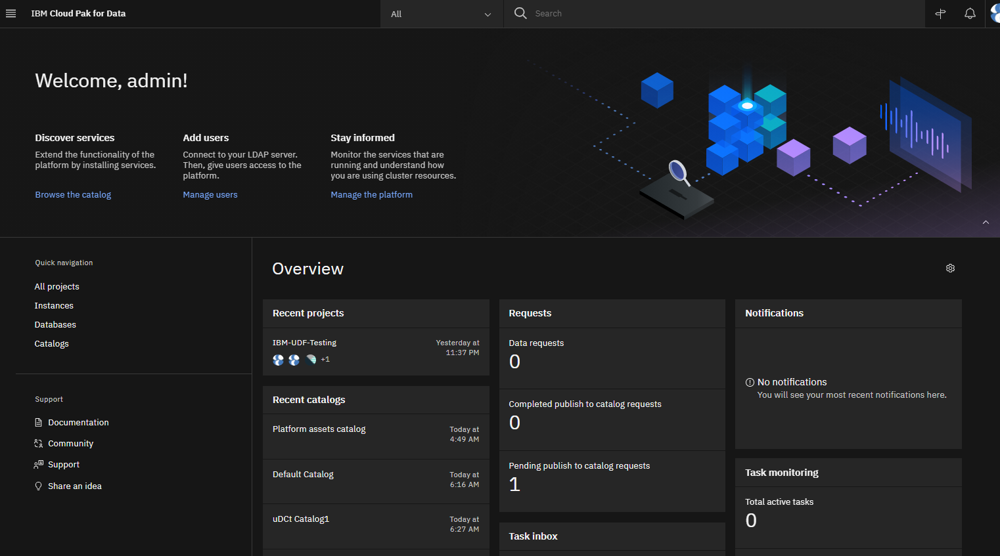 IBM Cloud Pak for Data
All
Search
Welcome, admin!
Discover services
Extend the functionality of the
platform by installing services.
Browse the catalog
Add users
Connect to your LDAP server.
Then, give users access to the
platform.
Manage users
Stay informed
Monitor the services that are
running and understand how
you are using cluster resources.
Manage the platform
Quick navigation
All projects
Instances
Databases
Catalogs
Support
Documentation
Community
Support
Share an idea
Overview
Recent projects
IBM-UDF-Testing
Yesterday at
11:37 PM
+1
Recent catalogs
Platform assets catalog
Today at
4:49 AM
Default Catalog
Today at
6:16 AM
uDCt Catalog1
Today at
6:27 AM
Requests
Data requests
0
Completed publish to catalog requests
0
Pending publish to catalog requests
1
Task inbox
Notifications
No notifications
You will see your most recent notifications here.
Task monitoring
Total active tasks
0